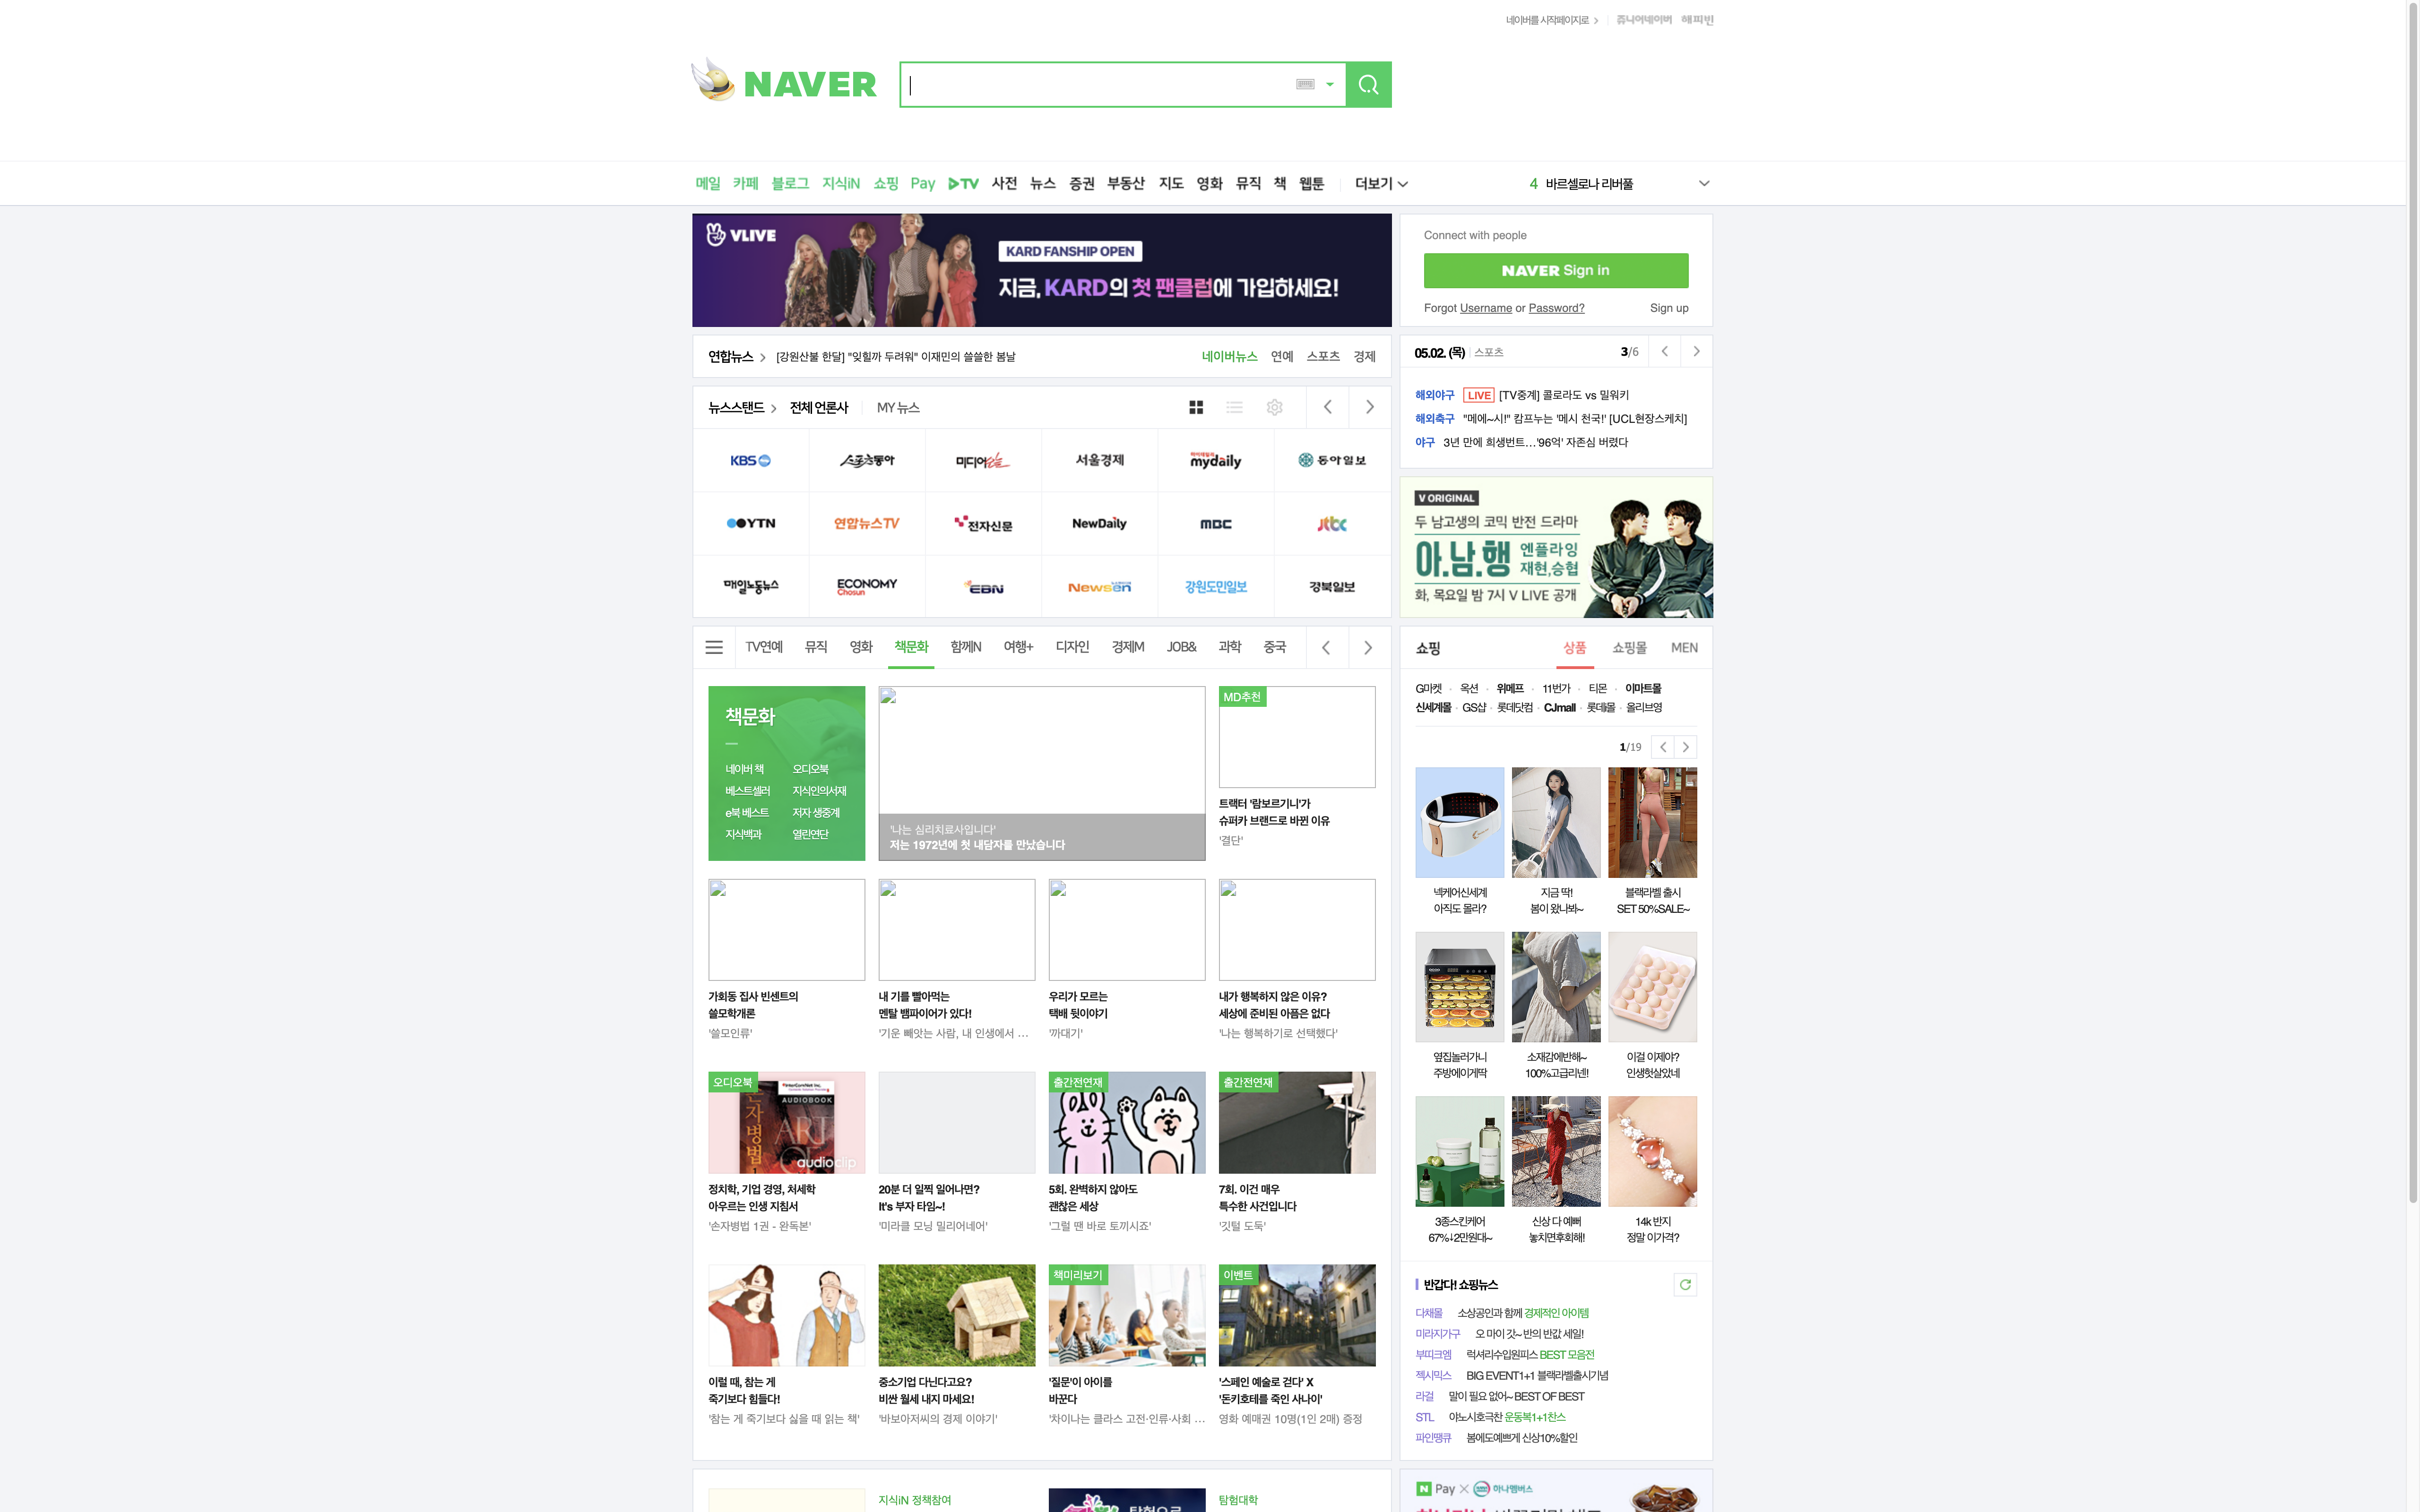 네이버를 시작페이지로
쥬니어네이버 해피빈
NAVER
메일 카페 블로그 지식iN 쇼핑 Pay TV 사전 뉴스 증권 부동산 지도 영화 뮤직 책 웹툰 더보기
4 바르셀로나 리버풀
VLIVE
KARD FANSHIP OPEN
지금, KARD의 첫 팬클럽에 가입하세요!
Connect with people
NAVER Sign in
Forgot Username or Password? Sign up
연합뉴스 [강원산불 한달] "잊힐까 두려워" 이재민의 쓸쓸한 봄날
네이버뉴스 연예 스포츠 경제
05.02. (목) 스포츠 3/6
해외야구 LIVE [TV중계] 콜로라도 vs 밀워키
해외축구 "메에~시!" 캄프누는 '메시 천국!' [UCL현장스케치]
야구 3년 만에 희생번트…'96억' 자존심 버렸다
뉴스스탠드 전체 언론사 MY 뉴스
KBS 스포츠동아 미디어오늘 서울경제 마이데일리 mydaily 동아일보
YTN 연합뉴스TV 전자신문 NewDaily MBC jtbc
매일노동뉴스 ECONOMY Chosun EBN Newsen 강원도민일보 경북일보
V ORIGINAL
두 남고생의 코믹 반전 드라마
아.남.행 엔플라잉
재현,승협
화, 목요일 밤 7시 V LIVE 공개
TV연예 뮤직 영화 책문화 함께N 여행+ 디자인 경제M JOB& 과학 중국
책문화
네이버 책 오디오북
베스트셀러 지식인의서재
e북 베스트 저자 생중계
지식백과 열린연단
'나는 심리치료사입니다'
저는 1972년에 첫 내담자를 만났습니다
MD추천
트랙터 '람보르기니'가
슈퍼카 브랜드로 바뀐 이유
'결단'
가회동 집사 빈센트의
쓸모학개론
'쓸모인류'
내 기를 빨아먹는
멘탈 뱀파이어가 있다!
'기운 빼앗는 사람, 내 인생에서 …
우리가 모르는
택배 뒷이야기
'까대기'
내가 행복하지 않은 이유?
세상에 준비된 아픔은 없다
'나는 행복하기로 선택했다'
오디오북
AUDIOBOOK
손자병법
ART
audioclip
정치학, 기업 경영, 처세학
아우르는 인생 지침서
'손자병법 1권 - 완독본'
20분 더 일찍 일어나면?
It's 부자 타임~!
'미라클 모닝 밀리어네어'
출간전연재
5회. 완벽하지 않아도
괜찮은 세상
'그럴 땐 바로 토끼시죠'
출간전연재
7회. 이건 매우
특수한 사건입니다
'깃털 도둑'
이럴 때, 참는 게
죽기보다 힘들다!
'참는 게 죽기보다 싫을 때 읽는 책'
중소기업 다닌다고요?
비싼 월세 내지 마세요!
'바보아저씨의 경제 이야기'
책미리보기
'질문'이 아이를
바꾼다
'차이나는 클라스 고전·인류·사회 …
이벤트
'스페인 예술로 걷다' X
'돈키호테를 죽인 사나이'
영화 예매권 10명(1인 2매) 증정
지식iN 정책참여
탐험으로
탐험대학
쇼핑 상품 쇼핑몰 MEN
G마켓 · 옥션 · 위메프 · 11번가 · 티몬 · 이마트몰
신세계몰 · GS샵 · 롯데닷컴 · CJmall · 롯데i몰 · 올리브영
1/19
넥케어신세계
아직도 몰라?
지금 딱!
봄이 왔나봐~
블랙라벨 출시
SET 50%SALE~
옆집놀러가니
주방에이게딱
소재감에반해~
100%고급리넨!
이걸 이제야?
인생헛살았네
3종스킨케어
67%↓2만원대~
신상 다 예뻐
놓치면후회해!
14k 반지
정말 이가격?
반갑다! 쇼핑뉴스
다채몰 소상공인과 함께 경제적인 아이템
미라지가구 오 마이 갓~ 반의 반값 세일!
부띠크엠 럭셔리수입원피스 BEST 모음전
젝시믹스 BIG EVENT1+1 블랙라벨출시기념
라걸 말이 필요 없어~ BEST OF BEST
STL 야노시호극찬 운동복1+1찬스
파인땡큐 봄에도예쁘게 신상10%할인
N Pay X 하나멤버스